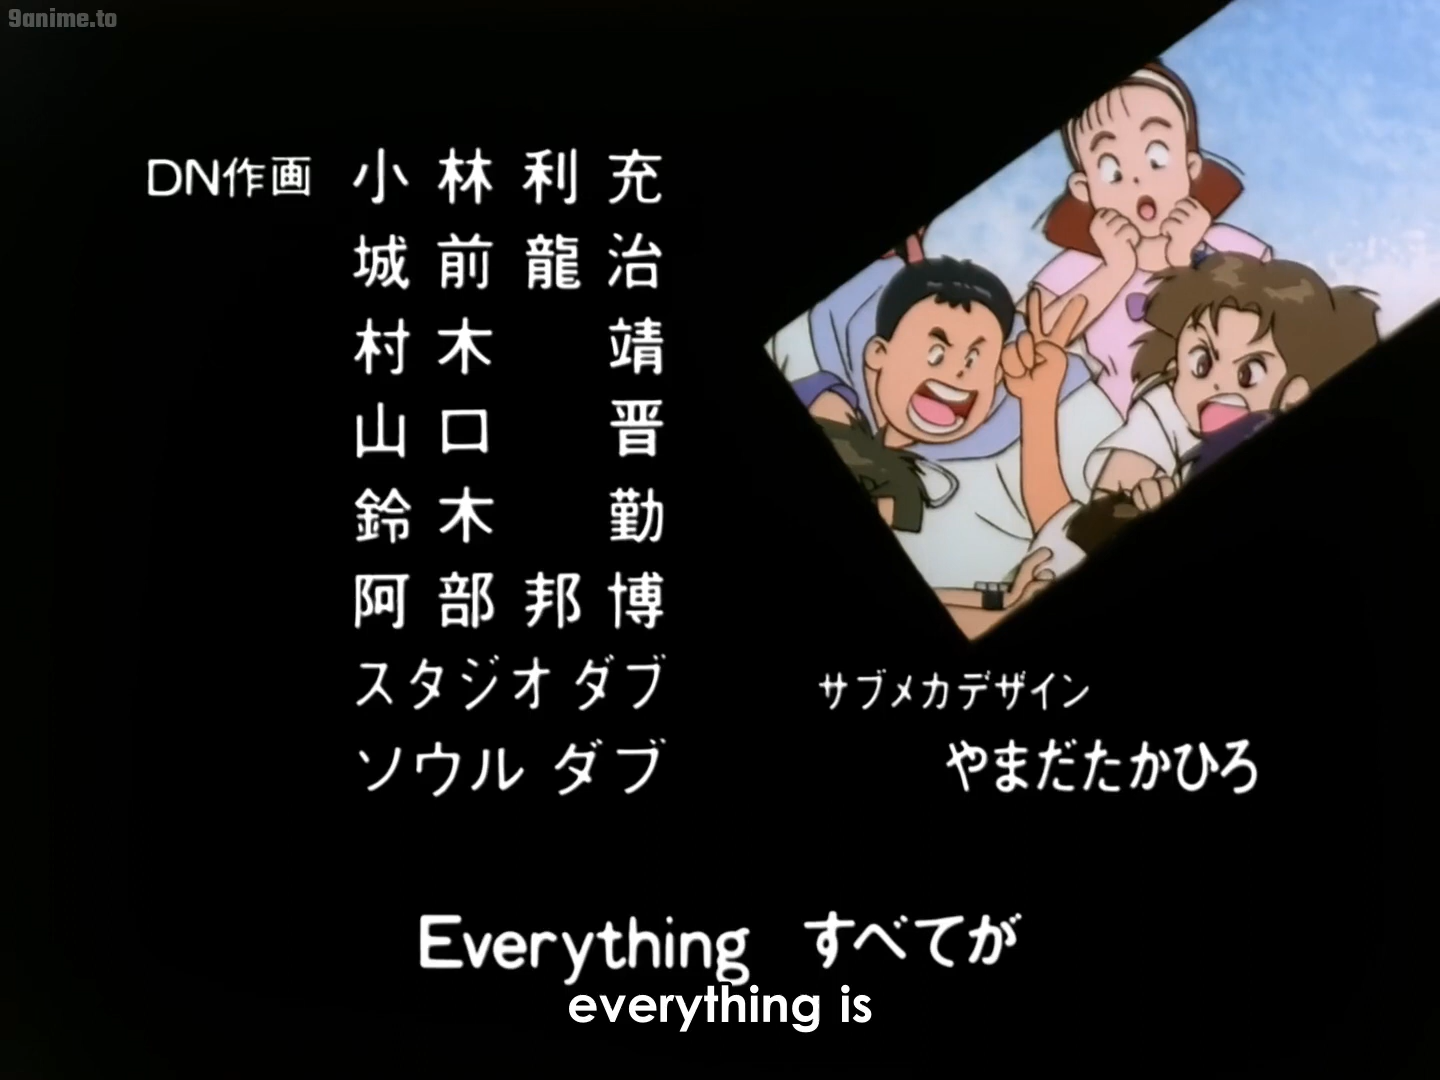 9anime.to
DN作画 小林利充
城前龍治
村木 靖
山口 晋
鈴木 勤
阿部邦博
スタジオダブ
ソウルダブ
サブメカデザイン
やまだたかひろ
Everything すべてが
everything is